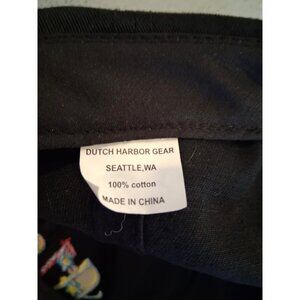 DUTCH HARBOR GEAR
SEATTLE,WA
100% cotton
MADE IN CHINA